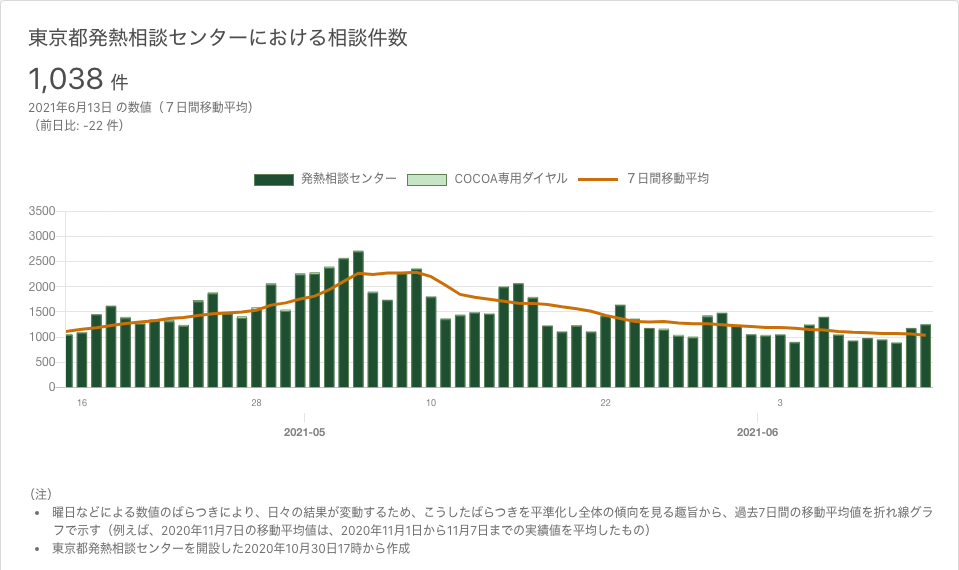 東京都発熱相談センターにおける相談件数
1,038 件
2021年6月13日 の数値（７日間移動平均）
（前日比: -22 件）
発熱相談センター COCOA専用ダイヤル ７日間移動平均
3500
3000
2500
2000
1500
1000
500
0
16 28 10 22 3
2021-05 2021-06
（注）
• 曜日などによる数値のばらつきにより、日々の結果が変動するため、こうしたばらつきを平準化し全体の傾向を見る趣旨から、過去7日間の移動平均値を折れ線グラ
フで示す（例えば、2020年11月7日の移動平均値は、2020年11月1日から11月7日までの実績値を平均したもの）
• 東京都発熱相談センターを開設した2020年10月30日17時から作成